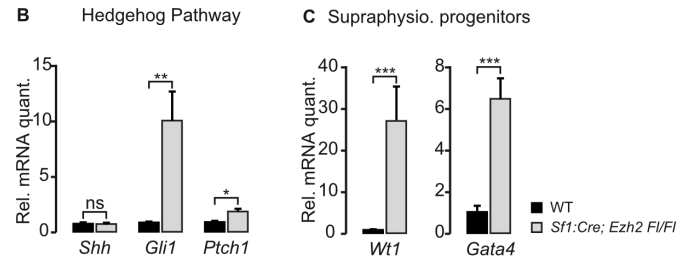 B Hedgehog Pathway
Rel. mRNA quant.
15
10
5
0
ns
**
*
Shh Gli1 Ptch1
C Supraphysio. progenitors
Rel. mRNA quant.
40
30
20
10
0
***
Wt1
8
6
4
2
0
***
Gata4
WT
Sf1:Cre; Ezh2 Fl/Fl